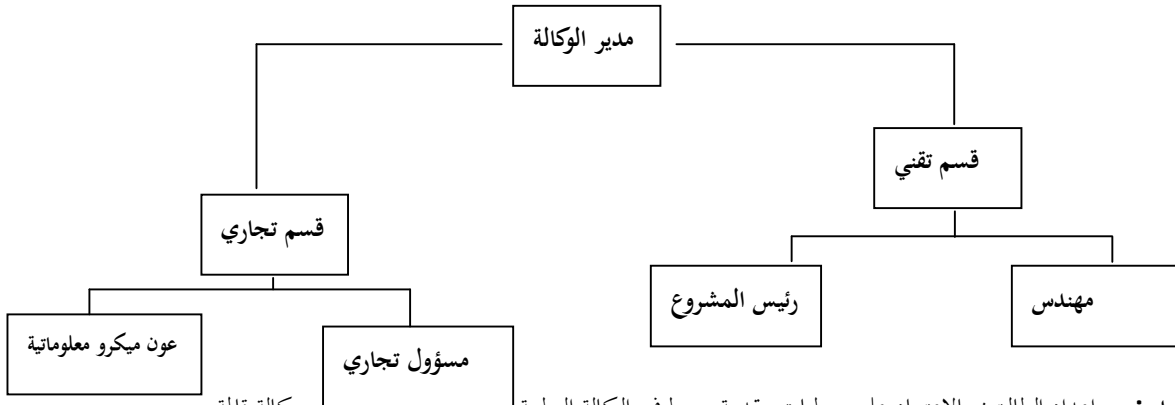 مدير الوكالة
قسم تقني
قسم تجاري
رئيس المشروع
مهندس
عون ميكرو معلوماتية
مسؤول تجاري